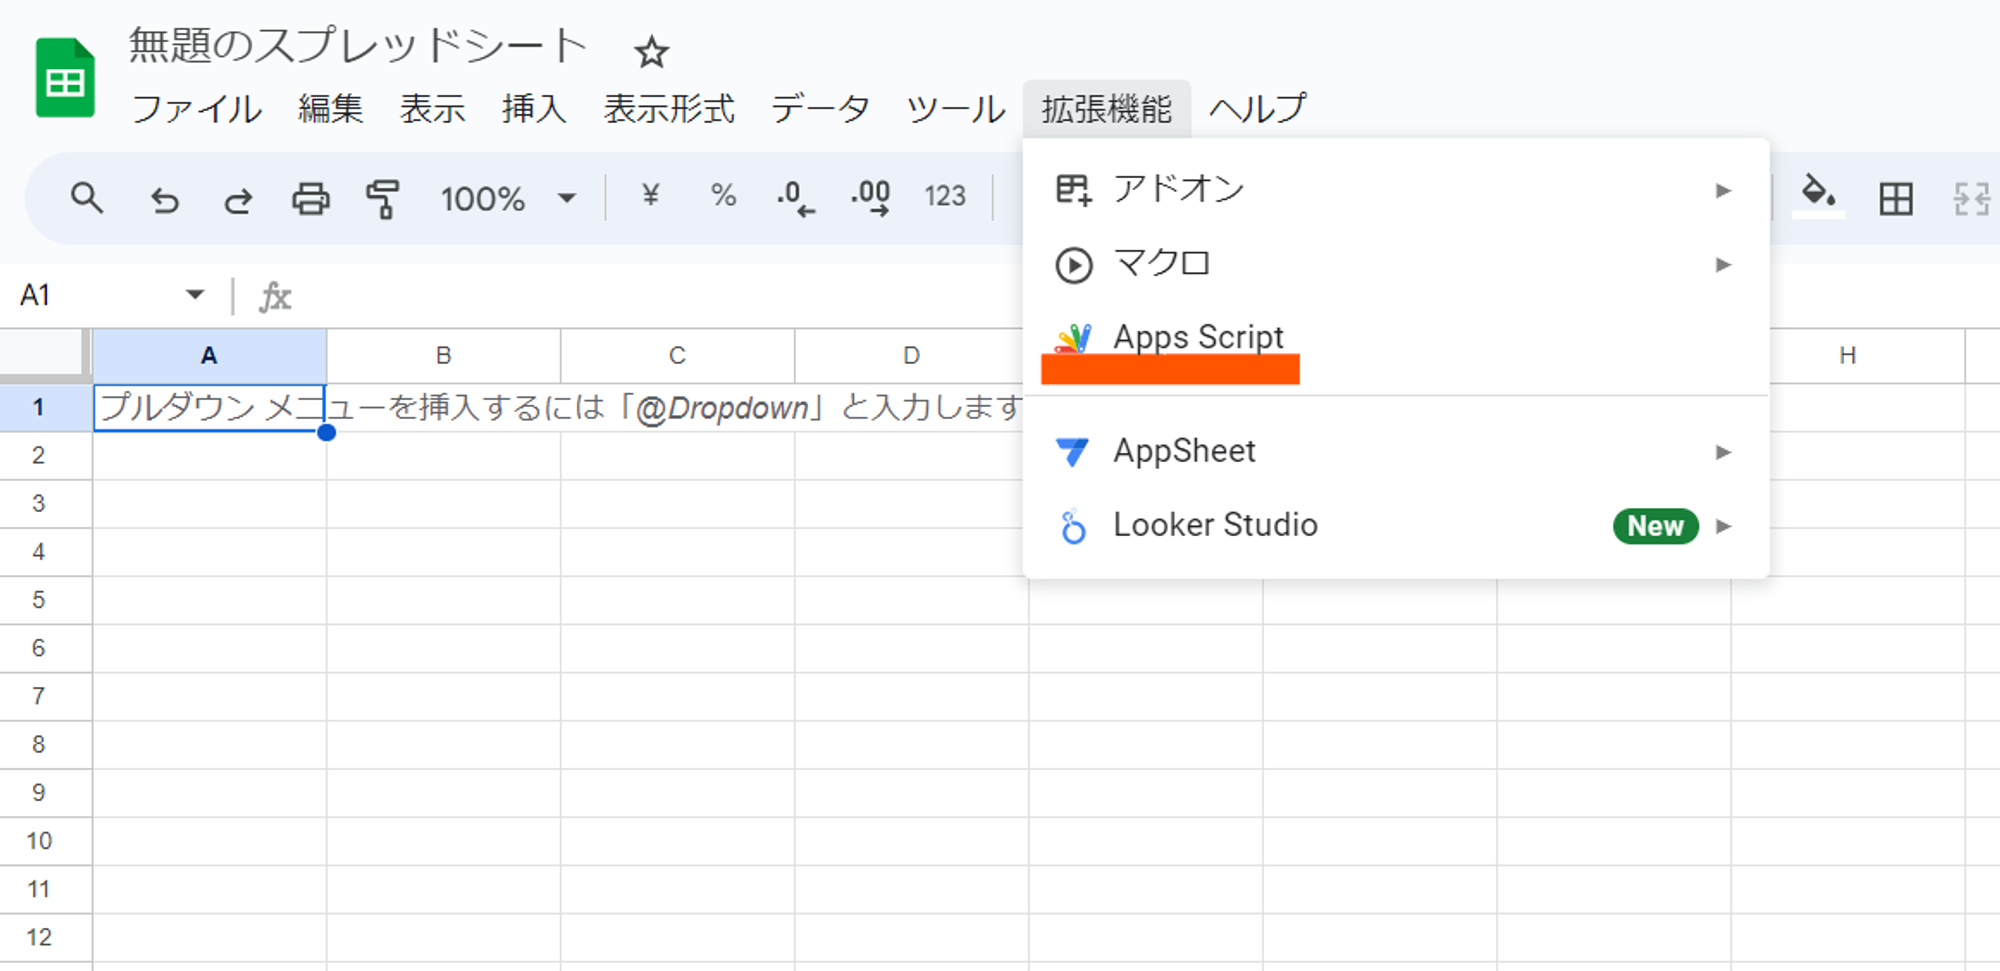 無題のスプレッドシート
ファイル 編集 表示 挿入 表示形式 データ ツール 拡張機能 ヘルプ
100% ¥ % .0 .00 123
アドオン
マクロ
Apps Script
AppSheet
Looker Studio New
A1 fx
A B C D H
1 プルダウン メニューを挿入するには「@Dropdown」と入力します
2
3
4
5
6
7
8
9
10
11
12